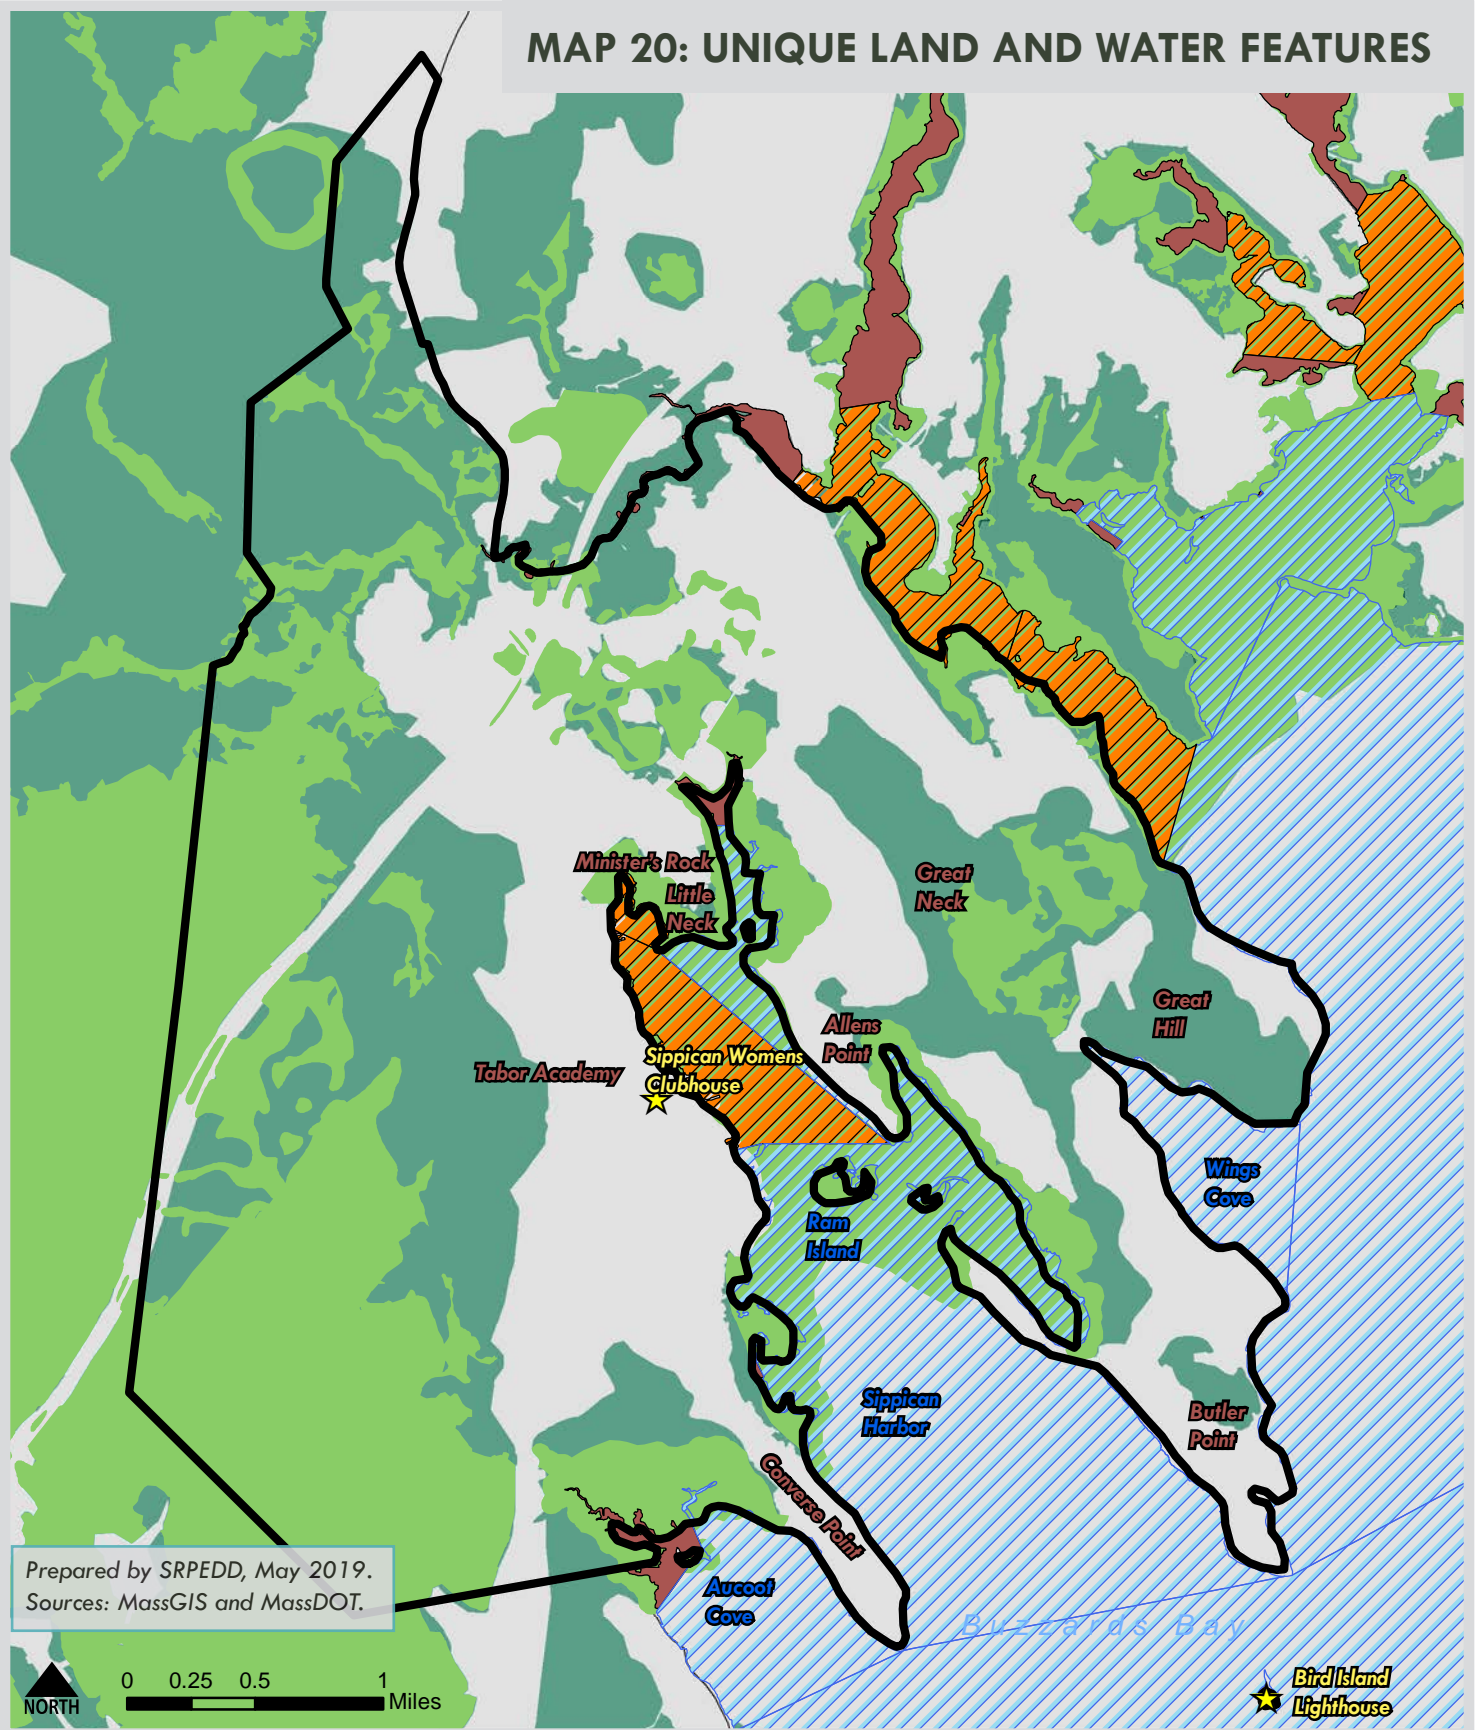 MAP 20: UNIQUE LAND AND WATER FEATURES
Minister's Rock
Little
Neck
Great
Neck
Great
Hill
Allens
Point
Sippican Womens
Clubhouse
Tabor Academy
Wings
Cove
Ram
Island
Sippican
Harbor
Butler
Point
Converse Point
Aucoot
Cove
Buzzards Bay
Bird Island
Lighthouse
Prepared by SRPEDD, May 2019.
Sources: MassGIS and MassDOT.
NORTH
0 0.25 0.5 1
Miles